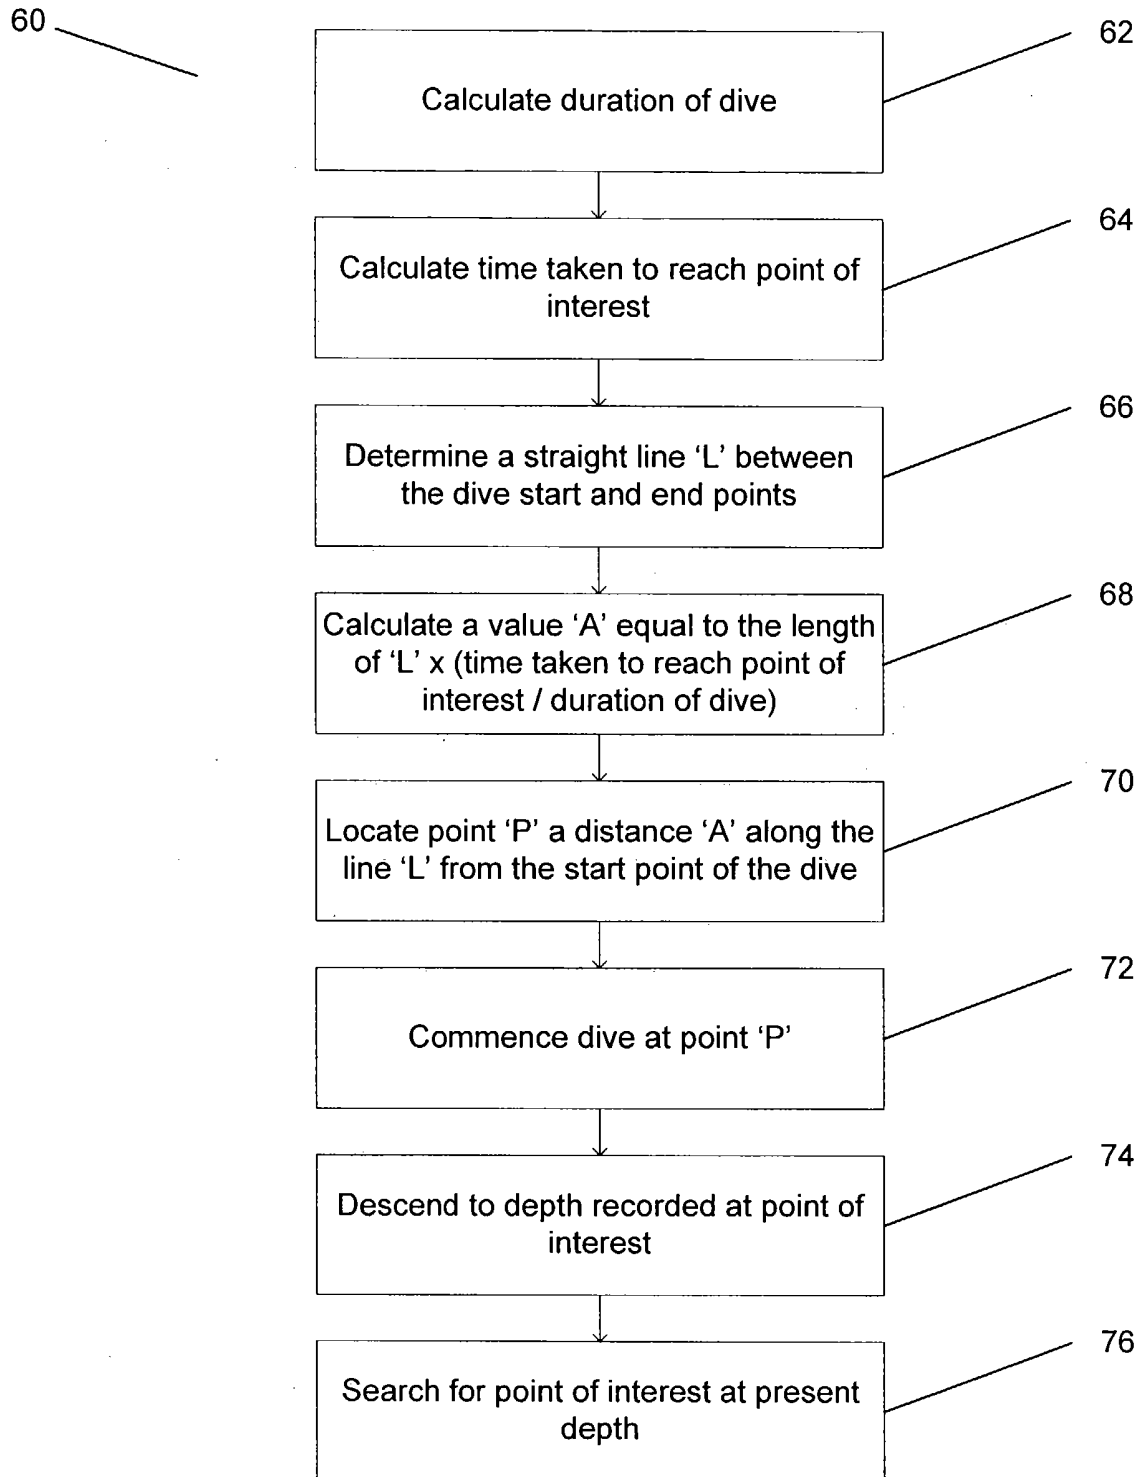 60
62
Calculate duration of dive
64
Calculate time taken to reach point of
interest
66
Determine a straight line ‘L’ between
the dive start and end points
68
Calculate a value ‘A’ equal to the length
of ‘L’ x (time taken to reach point of
interest / duration of dive)
70
Locate point ‘P’ a distance ‘A’ along the
line ‘L’ from the start point of the dive
72
Commence dive at point ‘P’
74
Descend to depth recorded at point of
interest
76
Search for point of interest at present
depth